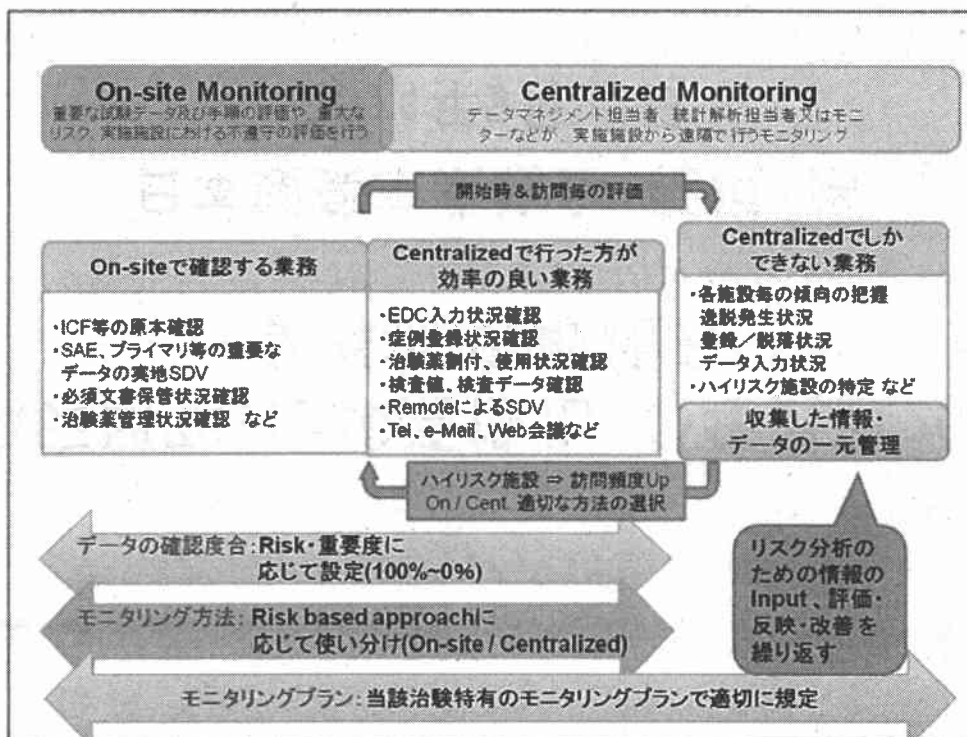 On-site Monitoring
重要な試験データ及び手順の評価や、重大な
リスク、実施施設における不遵守の評価を行う
Centralized Monitoring
データマネジメント担当者、統計解析担当者又はモニ
ターなどが、実施施設から遠隔で行うモニタリング
開始時&訪問毎の評価
On-siteで確認する業務
・ICF等の原本確認
・SAE、プライマリ等の重要な
データの実地SDV
・必須文書保管状況確認
・治験薬管理状況確認 など
Centralizedで行った方が
効率の良い業務
・EDC入力状況確認
・症例登録状況確認
・治験薬割付、使用状況確認
・検査値、検査データ確認
・RemoteによるSDV
・Tel、e-Mail、Web会議など
Centralizedでしか
できない業務
・各施設毎の傾向の把握
逸脱発生状況
登録/脱落状況
データ入力状況
・ハイリスク施設の特定 など
収集した情報・
データの一元管理
ハイリスク施設 ⇒ 訪問頻度Up
On / Cent. 適切な方法の選択
データの確認度合:Risk・重要度に
応じて設定(100%~0%)
モニタリング方法: Risk based approachに
応じて使い分け(On-site / Centralized)
モニタリングプラン:当該治験特有のモニタリングプランで適切に規定
リスク分析の
ための情報の
Input 、評価・
反映・改善を
繰り返す